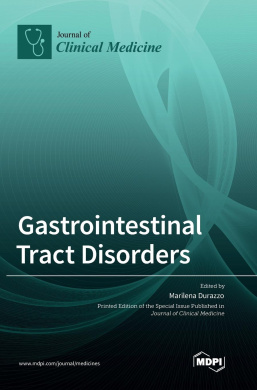 Journal of
Clinical Medicine
Gastrointestinal
Tract Disorders
Edited by
Marilena Durazzo
Printed Edition of the Special Issue Published in
Journal of Clinical Medicine
www.mdpi.com/journal/medicines
MDPI